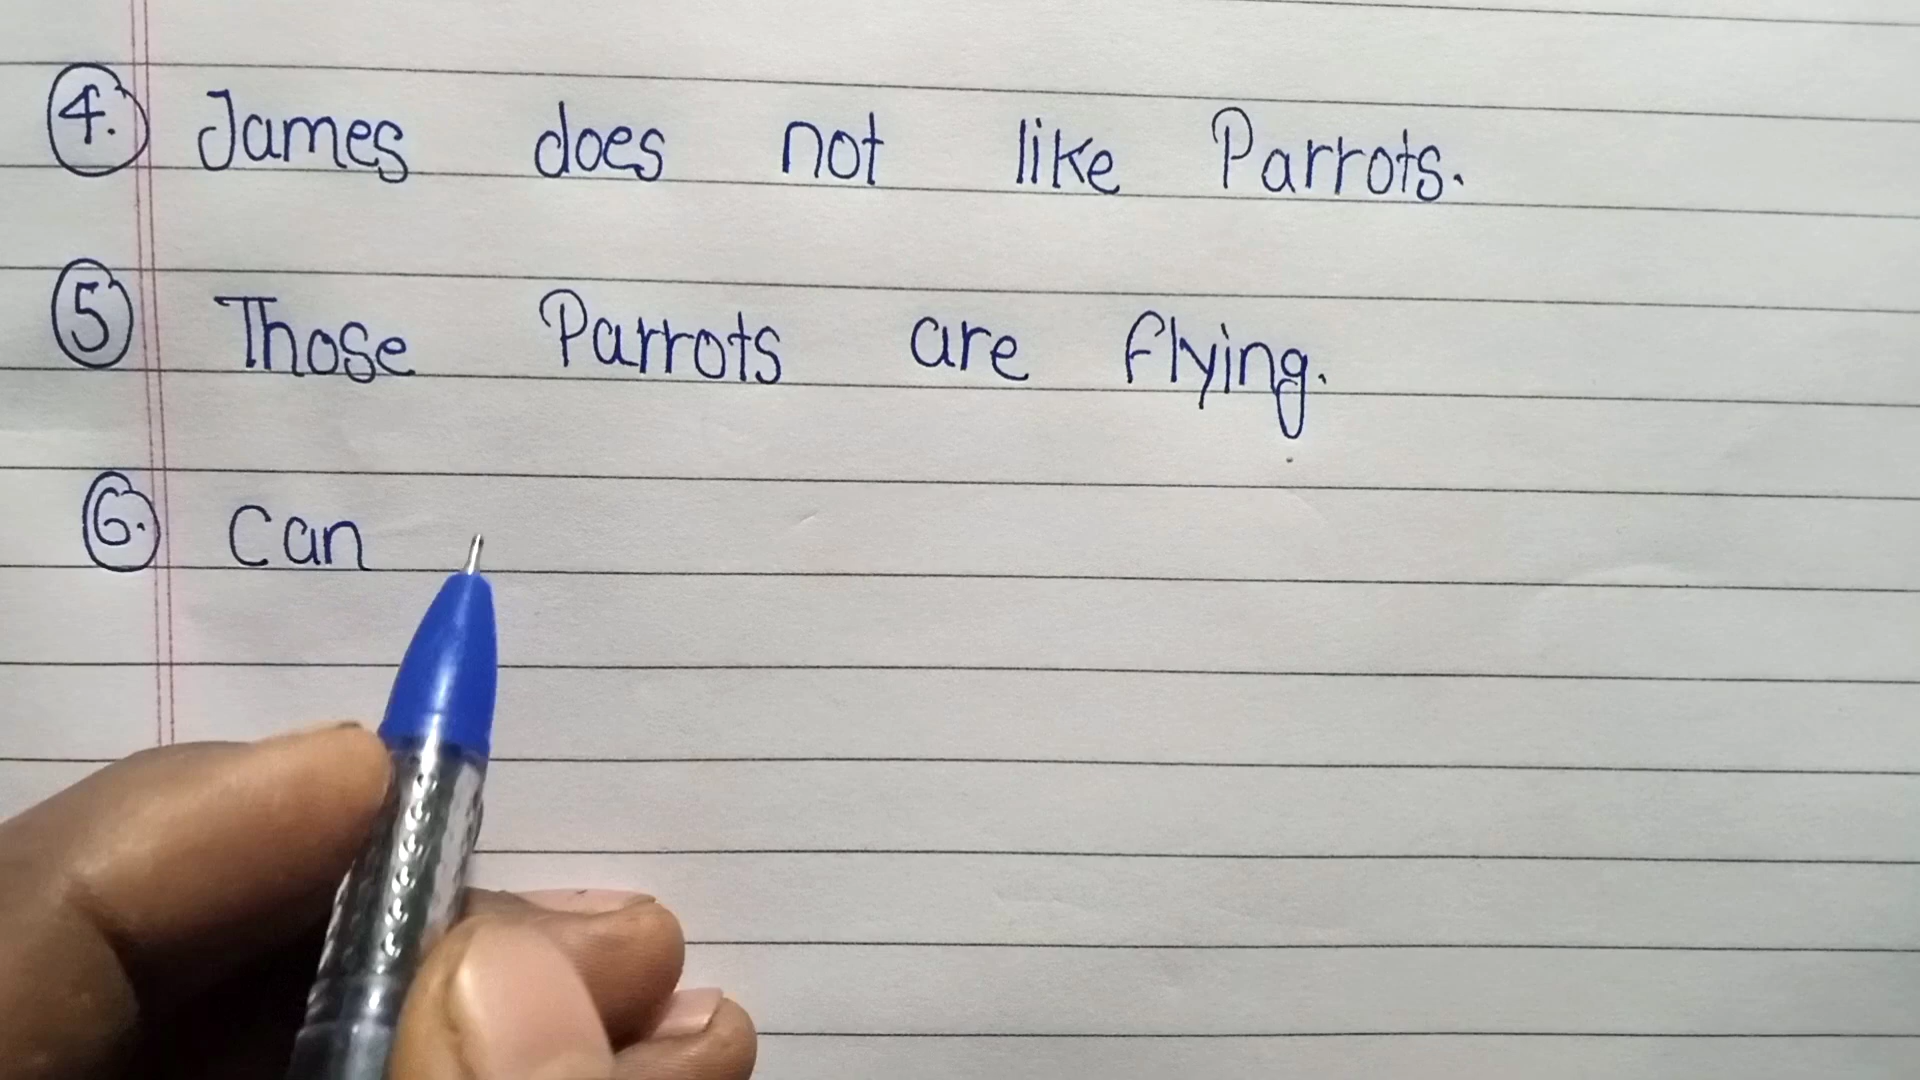 4. James does not like Parrots.
5 Those Parrots are flying.
6. Can